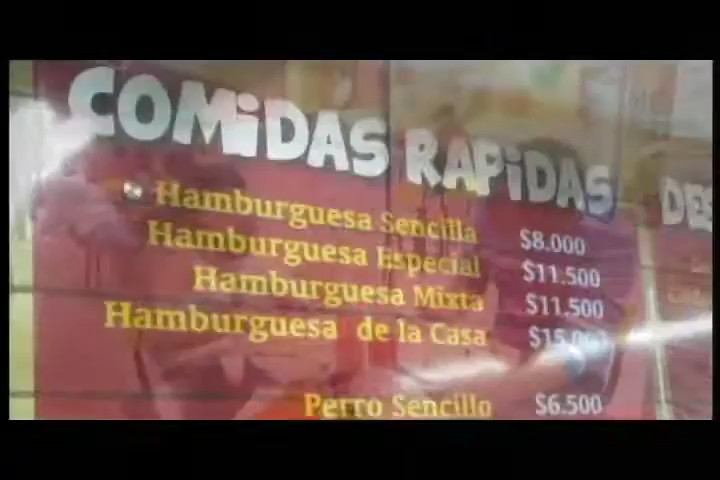 COMiDAS RAPiDAS
Hamburguesa Sencilla $8.000
Hamburguesa Especial $11.500
Hamburguesa Mixta $11.500
Hamburguesa de la Casa
Perro Sencillo $6.500
DES